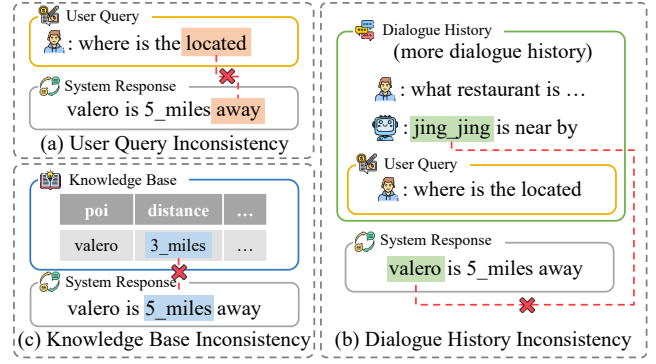 User Query
: where is the located
System Response
valero is 5_miles away
(a) User Query Inconsistency
Knowledge Base
poi distance ...
valero 3_miles ...
System Response
valero is 5_miles away
(c) Knowledge Base Inconsistency
Dialogue History
(more dialogue history)
: what restaurant is ...
: jing_jing is near by
User Query
: where is the located
System Response
valero is 5_miles away
(b) Dialogue History Inconsistency